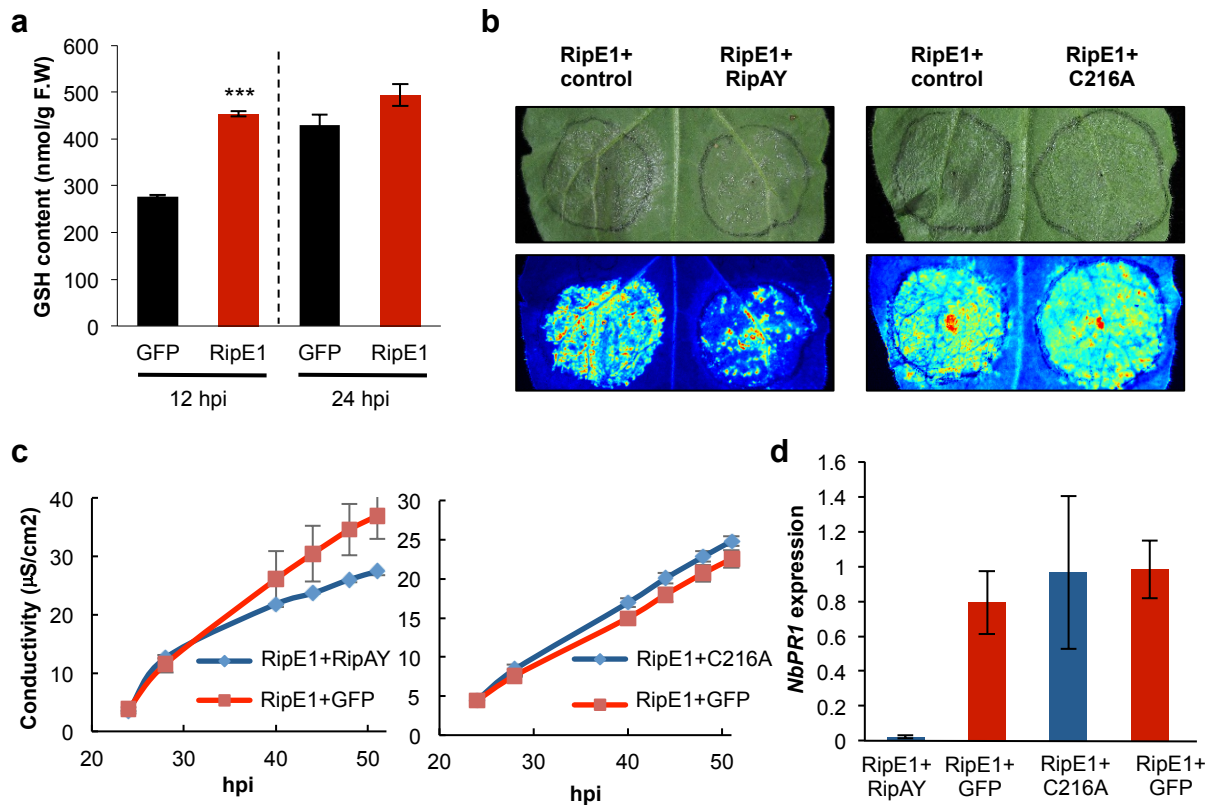 a
GSH content (nmol/g F.W)
600
500
400
300
200
100
0
***
GFP RipE1 GFP RipE1
12 hpi 24 hpi
b
RipE1+ control RipE1+ RipAY RipE1+ control RipE1+ C216A
c
Conductivity (µS/cm2)
40
30
20
10
0
20 30 40 50
hpi
RipE1+RipAY
RipE1+GFP
30
25
20
15
10
5
0
20 30 40 50
hpi
RipE1+C216A
RipE1+GFP
d
NbPR1 expression
1.6
1.4
1.2
1
0.8
0.6
0.4
0.2
0
RipE1+ RipAY RipE1+ GFP RipE1+ C216A RipE1+ GFP